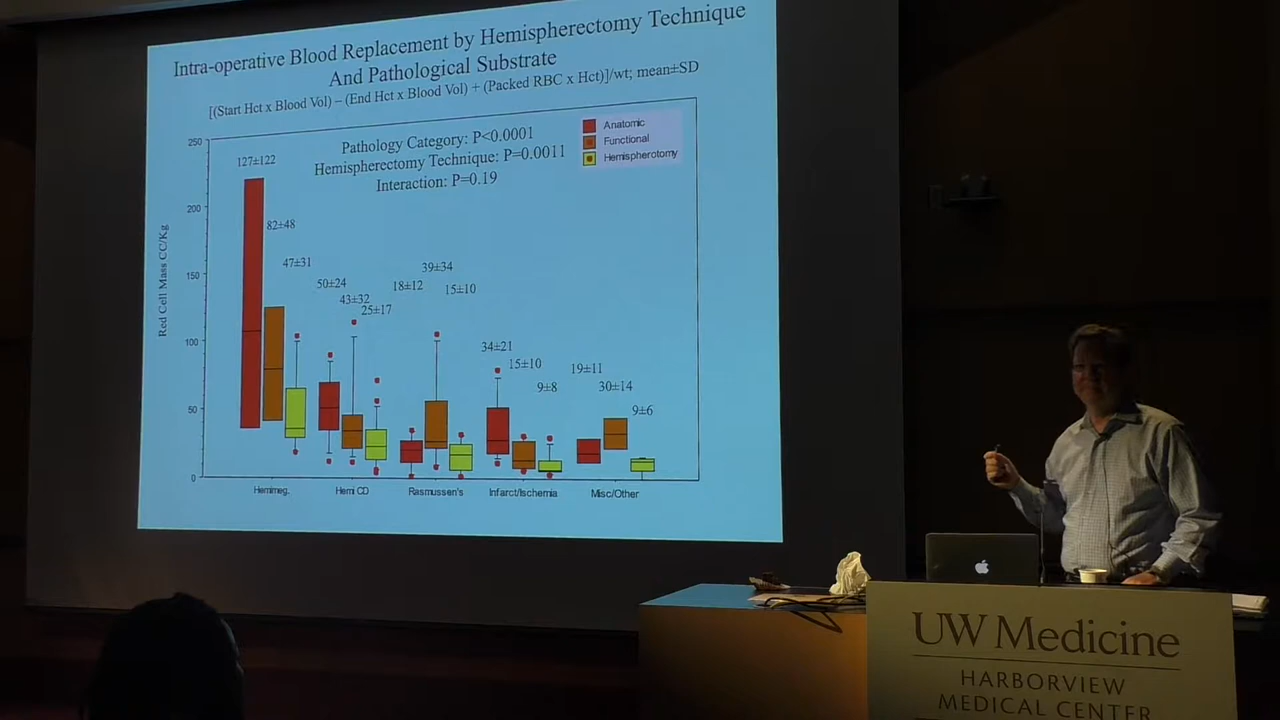 Intra-operative Blood Replacement by Hemispherectomy Technique
And Pathological Substrate
[(Start Hct x Blood Vol) – (End Hct x Blood Vol) + (Packed RBC x Hct)]/wt; mean±SD
Pathology Category: P<0.0001
Hemispherectomy Technique: P=0.0011
Interaction: P=0.19
Anatomic
Functional
Hemispherotomy
Red Cell Mass CC/Kg
250
200
150
100
50
0
127±122
82±48
47±31
50±24
43±32
25±17
18±12
39±34
15±10
34±21
15±10
9±8
19±11
30±14
9±6
Hemimeg.
Hemi CD
Rasmussen's
Infarct/Ischemia
Misc/Other
UW Medicine
HARBORVIEW
MEDICAL CENTER